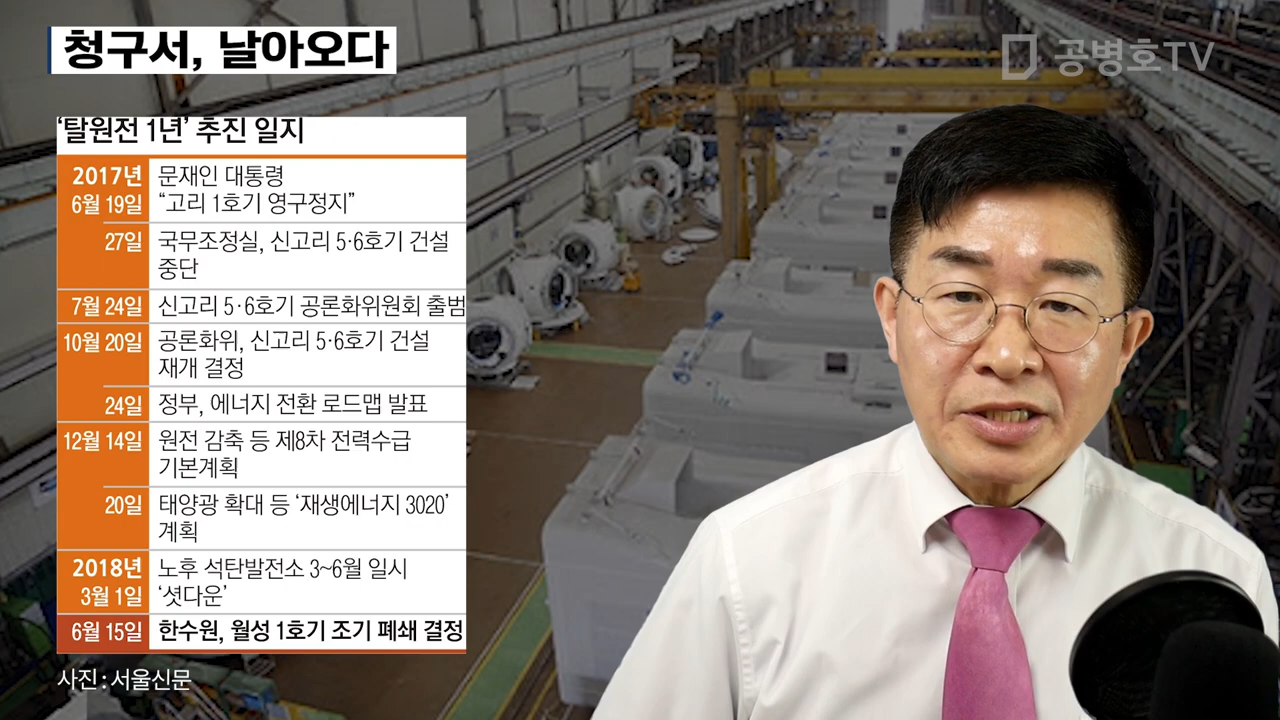 청구서, 날아오다
공병호TV
‘탈원전 1년’ 추진 일지
2017년 문재인 대통령
6월 19일 “고리 1호기 영구정지”
27일 국무조정실, 신고리 5·6호기 건설
중단
7월 24일 신고리 5·6호기 공론화위원회 출범
10월 20일 공론화위, 신고리 5·6호기 건설
재개 결정
24일 정부, 에너지 전환 로드맵 발표
12월 14일 원전 감축 등 제8차 전력수급
기본계획
20일 태양광 확대 등 ‘재생에너지 3020’
계획
2018년 노후 석탄발전소 3~6월 일시
3월 1일 ‘셧다운’
6월 15일 한수원, 월성 1호기 조기 폐쇄 결정
사진 : 서울신문